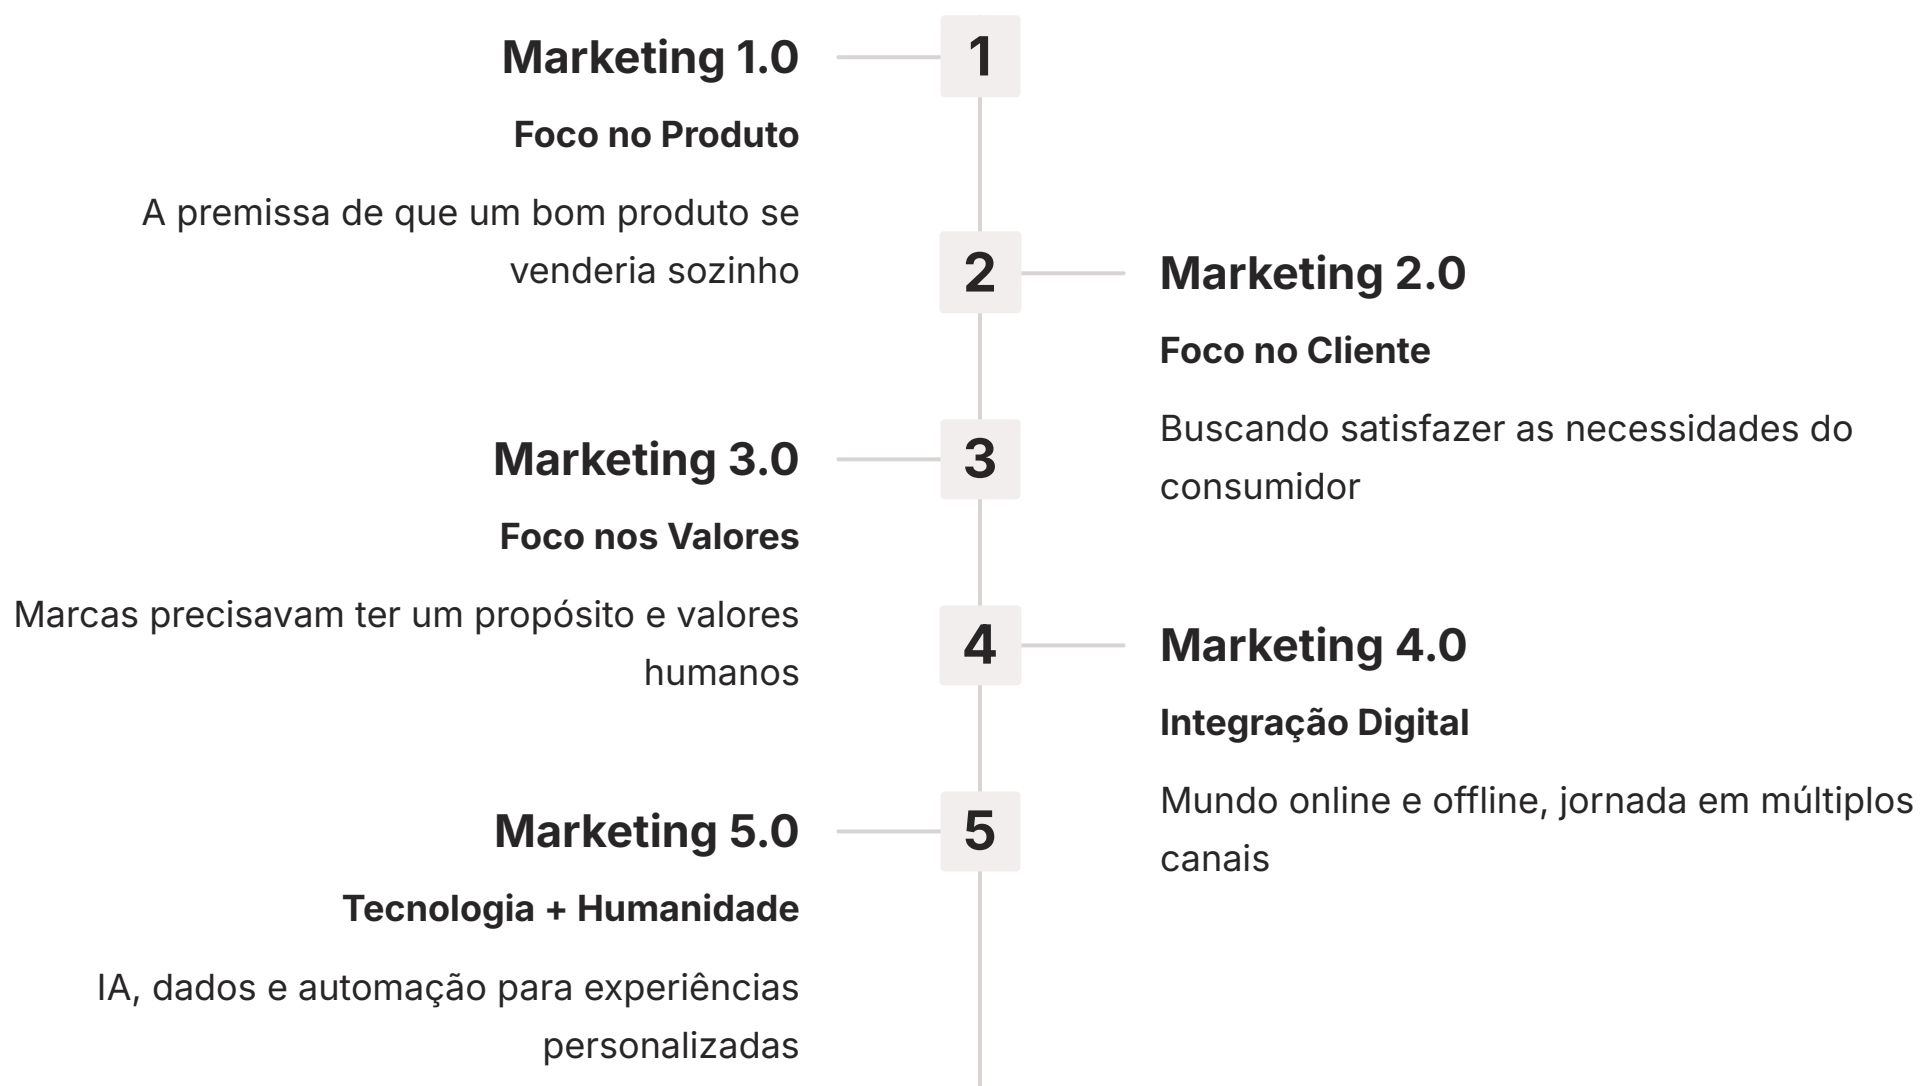 Marketing 1.0
1
Foco no Produto
A premissa de que um bom produto se
venderia sozinho
2
Marketing 2.0
Foco no Cliente
Buscando satisfazer as necessidades do
consumidor
Marketing 3.0
3
Foco nos Valores
Marcas precisavam ter um propósito e valores
humanos
4
Marketing 4.0
Integração Digital
Mundo online e offline, jornada em múltiplos
canais
Marketing 5.0
5
Tecnologia + Humanidade
IA, dados e automação para experiências
personalizadas